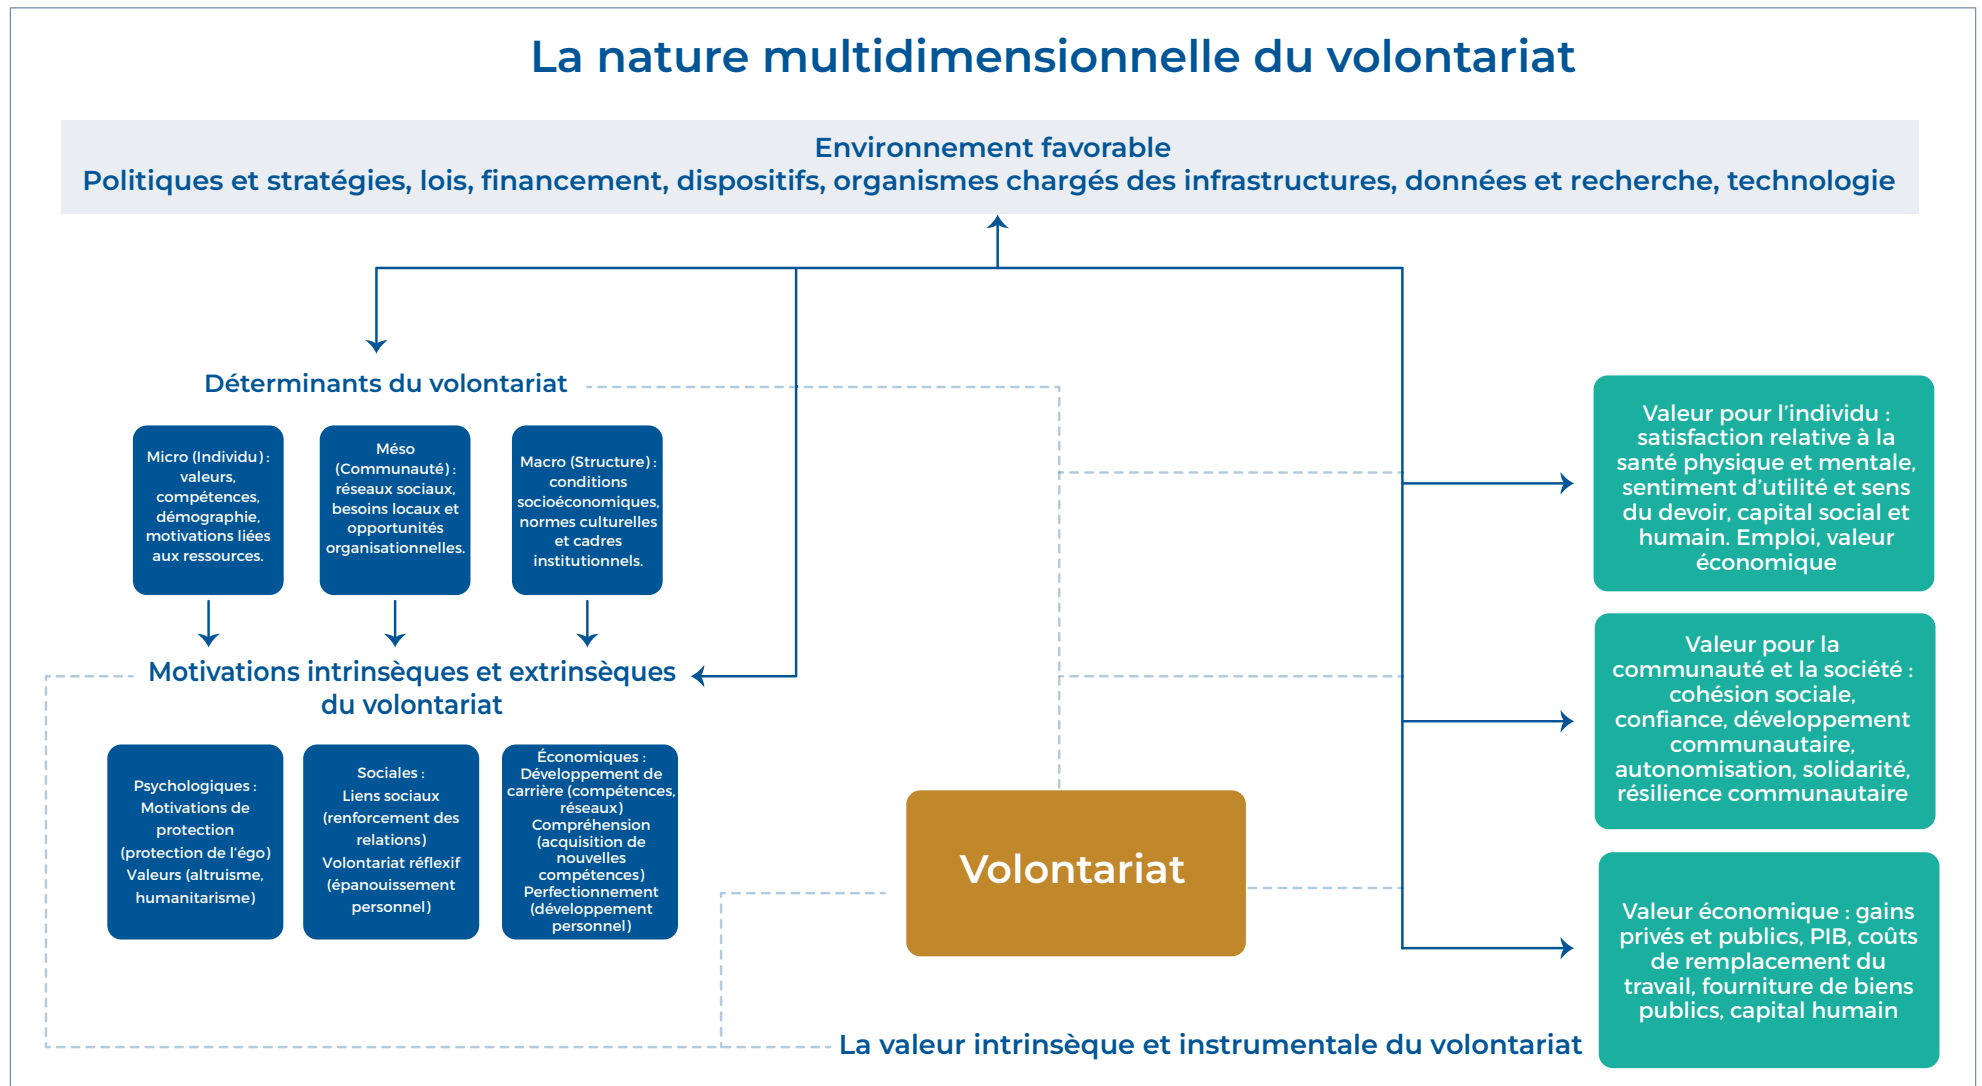 La nature multidimensionnelle du volontariat
Environnement favorable
Politiques et stratégies, lois, financement, dispositifs, organismes chargés des infrastructures, données et recherche, technologie
Déterminants du volontariat
Micro (Individu) :
valeurs,
compétences,
démographie,
motivations liées
aux ressources.
Méso
(Communauté) :
réseaux sociaux,
besoins locaux et
opportunités
organisationnelles.
Macro (Structure) :
conditions
socioéconomiques,
normes culturelles
et cadres
institutionnels.
Motivations intrinsèques et extrinsèques
du volontariat
Psychologiques :
Motivations de
protection
(protection de l'égo)
Valeurs (altruisme,
humanitarisme)
Sociales :
Liens sociaux
(renforcement des
relations)
Volontariat réflexif
(épanouissement
personnel)
Économiques :
Développement de
carrière (compétences,
réseaux)
Compréhension
(acquisition de
nouvelles
compétences)
Perfectionnement
(développement
personnel)
Volontariat
Valeur pour l'individu :
satisfaction relative à la
santé physique et mentale,
sentiment d'utilité et sens
du devoir, capital social et
humain. Emploi, valeur
économique
Valeur pour la
communauté et la société :
cohésion sociale,
confiance, développement
communautaire,
autonomisation, solidarité,
résilience communautaire
Valeur économique : gains
privés et publics, PIB, coûts
de remplacement du
travail, fourniture de biens
publics, capital humain
La valeur intrinsèque et instrumentale du volontariat